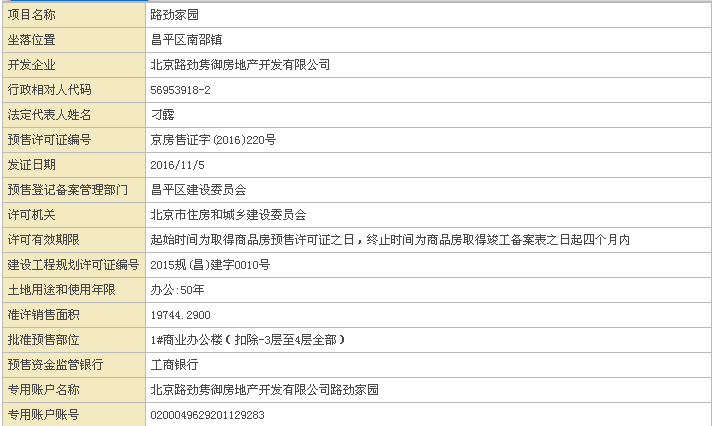 项目名称 路劲家园
坐落位置 昌平区南邵镇
开发企业 北京路劲隽御房地产开发有限公司
行政相对人代码 56953918-2
法定代表人姓名 刁露
预售许可证编号 京房售证字(2016)220号
发证日期 2016/11/5
预售登记备案管理部门 昌平区建设委员会
许可机关 北京市住房和城乡建设委员会
许可有效期限 起始时间为取得商品房预售许可证之日，终止时间为商品房取得竣工备案表之日起四个月内
建设工程规划许可证编号 2015规(昌)建字0010号
土地用途和使用年限 办公:50年
准许销售面积 19744.2900
批准预售部位 1#商业办公楼（扣除-3层至4层全部）
预售资金监管银行 工商银行
专用账户名称 北京路劲隽御房地产开发有限公司路劲家园
专用账户账号 0200049629201129283